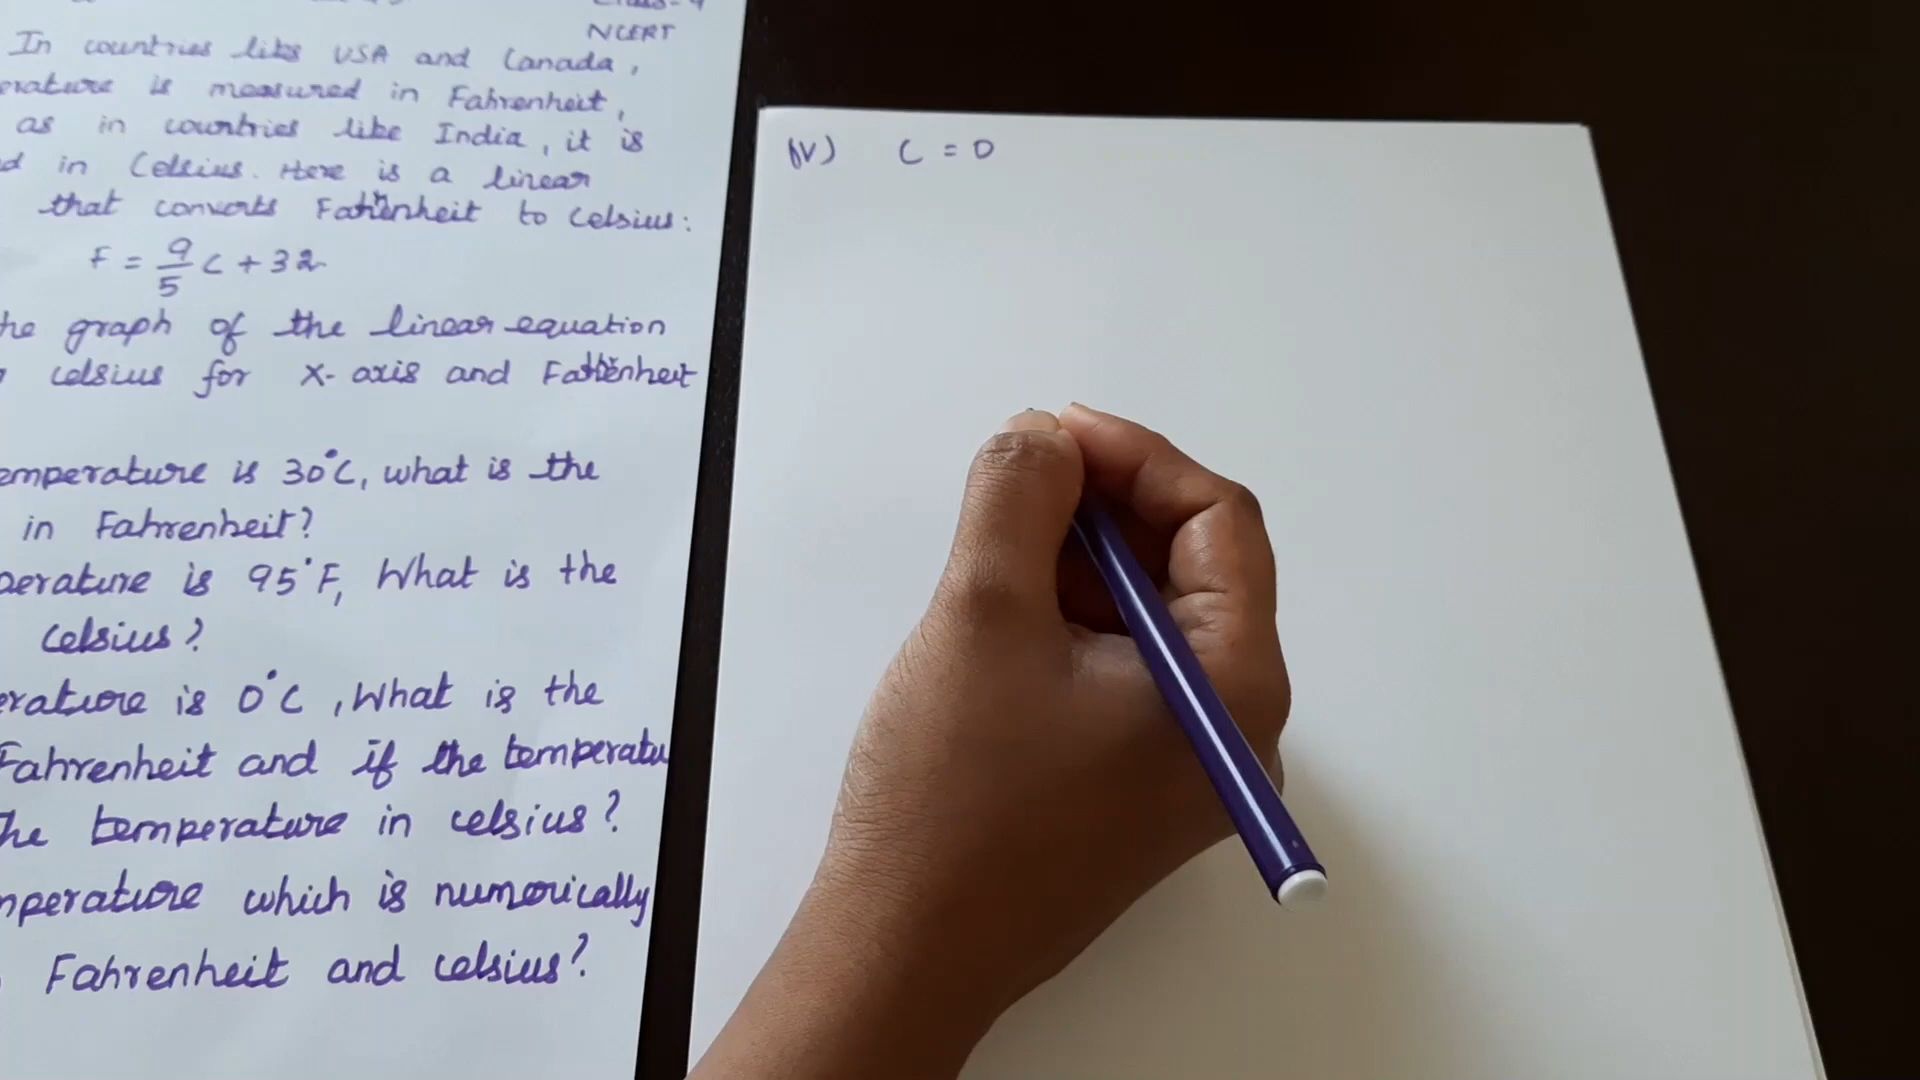 NCERT
In countries like USA and Canada,
erature is measured in Fahrenheit,
as in countries like India, it is
d in Celsius. Here is a linear
that converts Fahrenheit to Celsius:
F = 9/5 C + 32
he graph of the linear equation
celsius for X-axis and Fahrenheit
emperature is 30°C, what is the
in Fahrenheit?
perature is 95°F, What is the
Celsius?
erature is 0°C, What is the
Fahrenheit and if the temperatu
he temperature in celsius?
mperature which is numerically
Fahrenheit and celsius?
(iv) C = 0